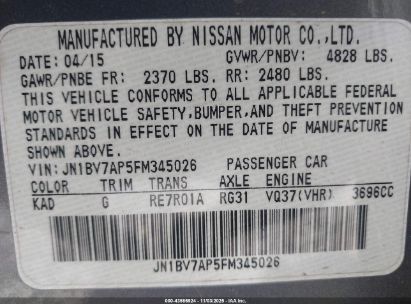 MANUFACTURED BY NISSAN MOTOR CO.,LTD.
DATE: 04/15 GVWR/PNBV: 4828 LBS.
GAWR/PNBE FR: 2370 LBS. RR: 2480 LBS.
THIS VEHICLE CONFORMS TO ALL APPLICABLE FEDERAL
MOTOR VEHICLE SAFETY,BUMPER,AND THEFT PREVENTION
STANDARDS IN EFFECT ON THE DATE OF MANUFACTURE
SHOWN ABOVE.
VIN: JN1BV7AP5FM345026 PASSENGER CAR
COLOR TRIM TRANS AXLE ENGINE
KAD G RE7R01A RG31 VQ37(VHR) 3696CC
JN1BV7AP5FM345026